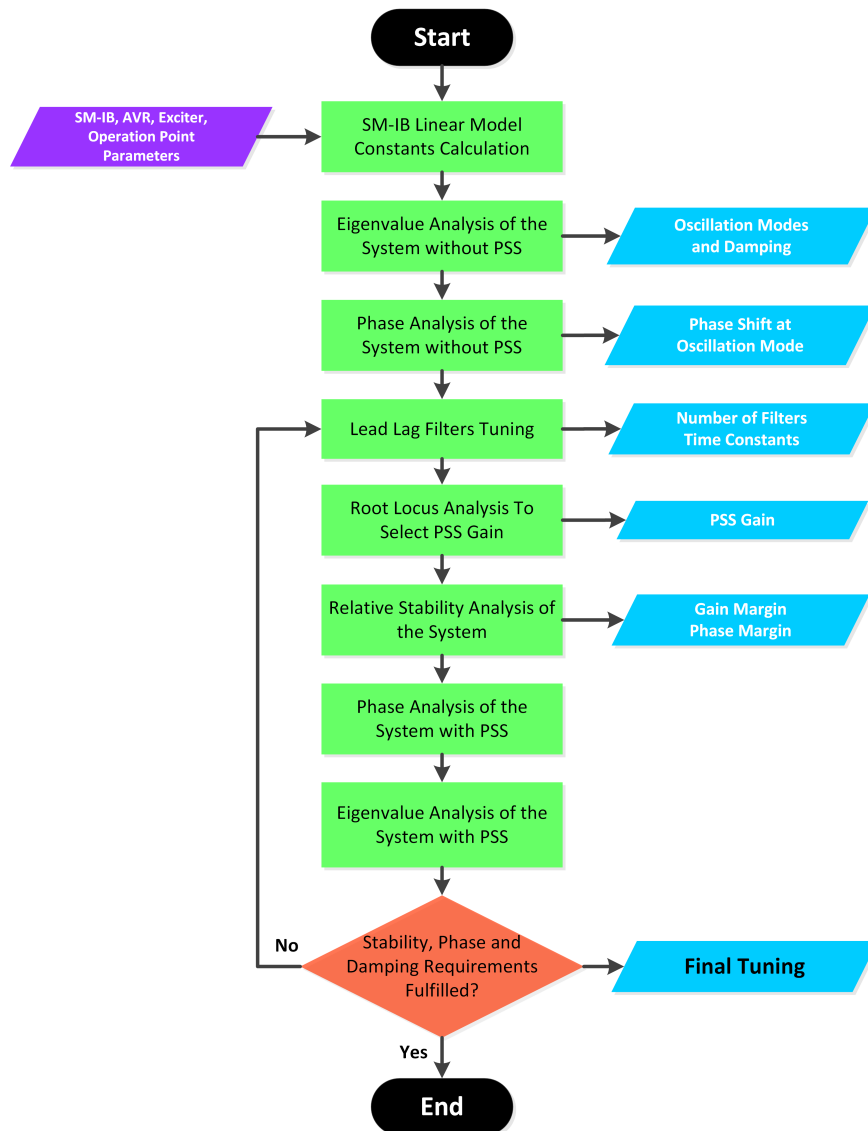 Start
SM-IB, AVR, Exciter,
Operation Point
Parameters
SM-IB Linear Model
Constants Calculation
Eigenvalue Analysis of the
System without PSS
Oscillation Modes
and Damping
Phase Analysis of the
System without PSS
Phase Shift at
Oscillation Mode
Lead Lag Filters Tuning
Number of Filters
Time Constants
Root Locus Analysis To
Select PSS Gain
PSS Gain
Relative Stability Analysis of
the System
Gain Margin
Phase Margin
Phase Analysis of the
System with PSS
Eigenvalue Analysis of the
System with PSS
No
Stability, Phase and
Damping Requirements
Fulfilled?
Final Tuning
Yes
End